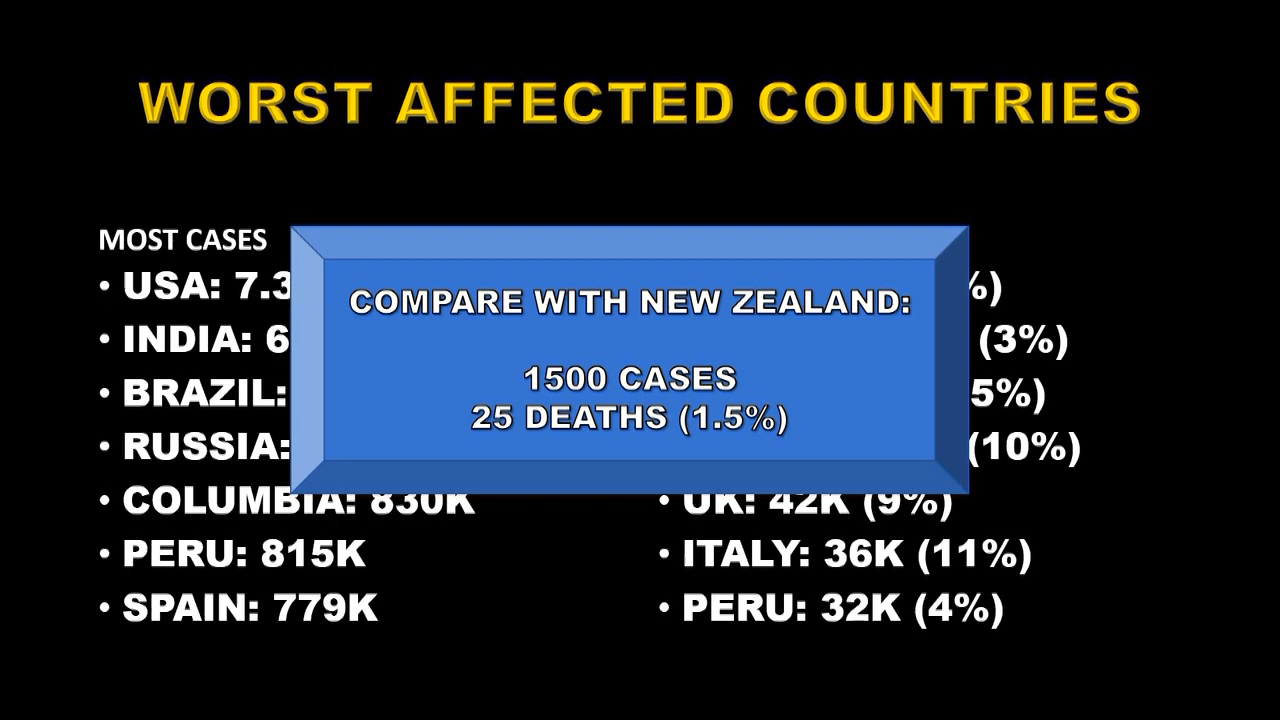 WORST AFFECTED COUNTRIES
MOST CASES
• USA: 7.3
• INDIA: 6
• BRAZIL:
• RUSSIA:
• COLUMBIA: 830K
• PERU: 815K
• SPAIN: 779K
COMPARE WITH NEW ZEALAND:
1500 CASES
25 DEATHS (1.5%)
%)
(3%)
5%)
(10%)
• UK: 42K (9%)
• ITALY: 36K (11%)
• PERU: 32K (4%)